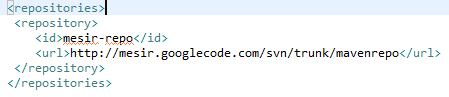 <repositories>
<repository>
<id>mesir-repo</id>
<url>http://mesir.googlecode.com/svn/trunk/mavenrepo</url>
</repository>
</repositories>